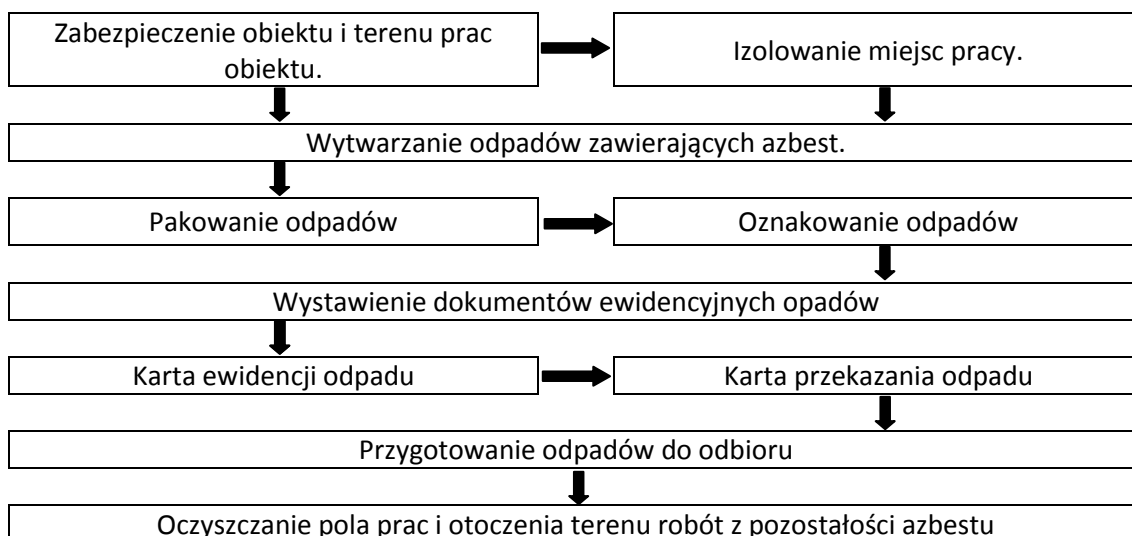 Zabezpieczenie obiektu i terenu prac
obiektu.
Izolowanie miejsc pracy.
Wytwarzanie odpadów zawierających azbest.
Pakowanie odpadów
Oznakowanie odpadów
Wystawienie dokumentów ewidencyjnych opadów
Karta ewidencji odpadu
Karta przekazania odpadu
Przygotowanie odpadów do odbioru
Oczyszczanie pola prac i otoczenia terenu robót z pozostałości azbestu